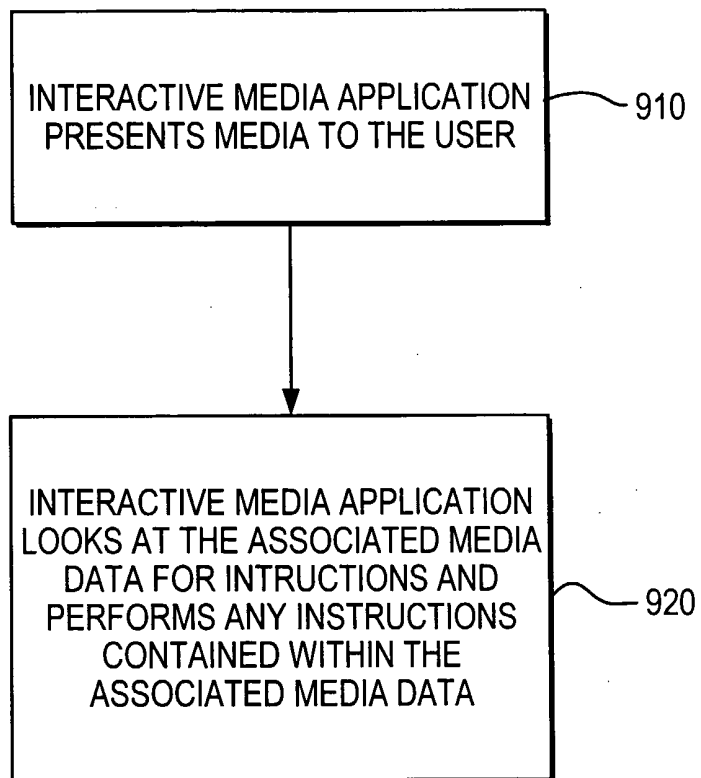 INTERACTIVE MEDIA APPLICATION
PRESENTS MEDIA TO THE USER
910
INTERACTIVE MEDIA APPLICATION
LOOKS AT THE ASSOCIATED MEDIA
DATA FOR INTRUCTIONS AND
PERFORMS ANY INSTRUCTIONS
CONTAINED WITHIN THE
ASSOCIATED MEDIA DATA
920